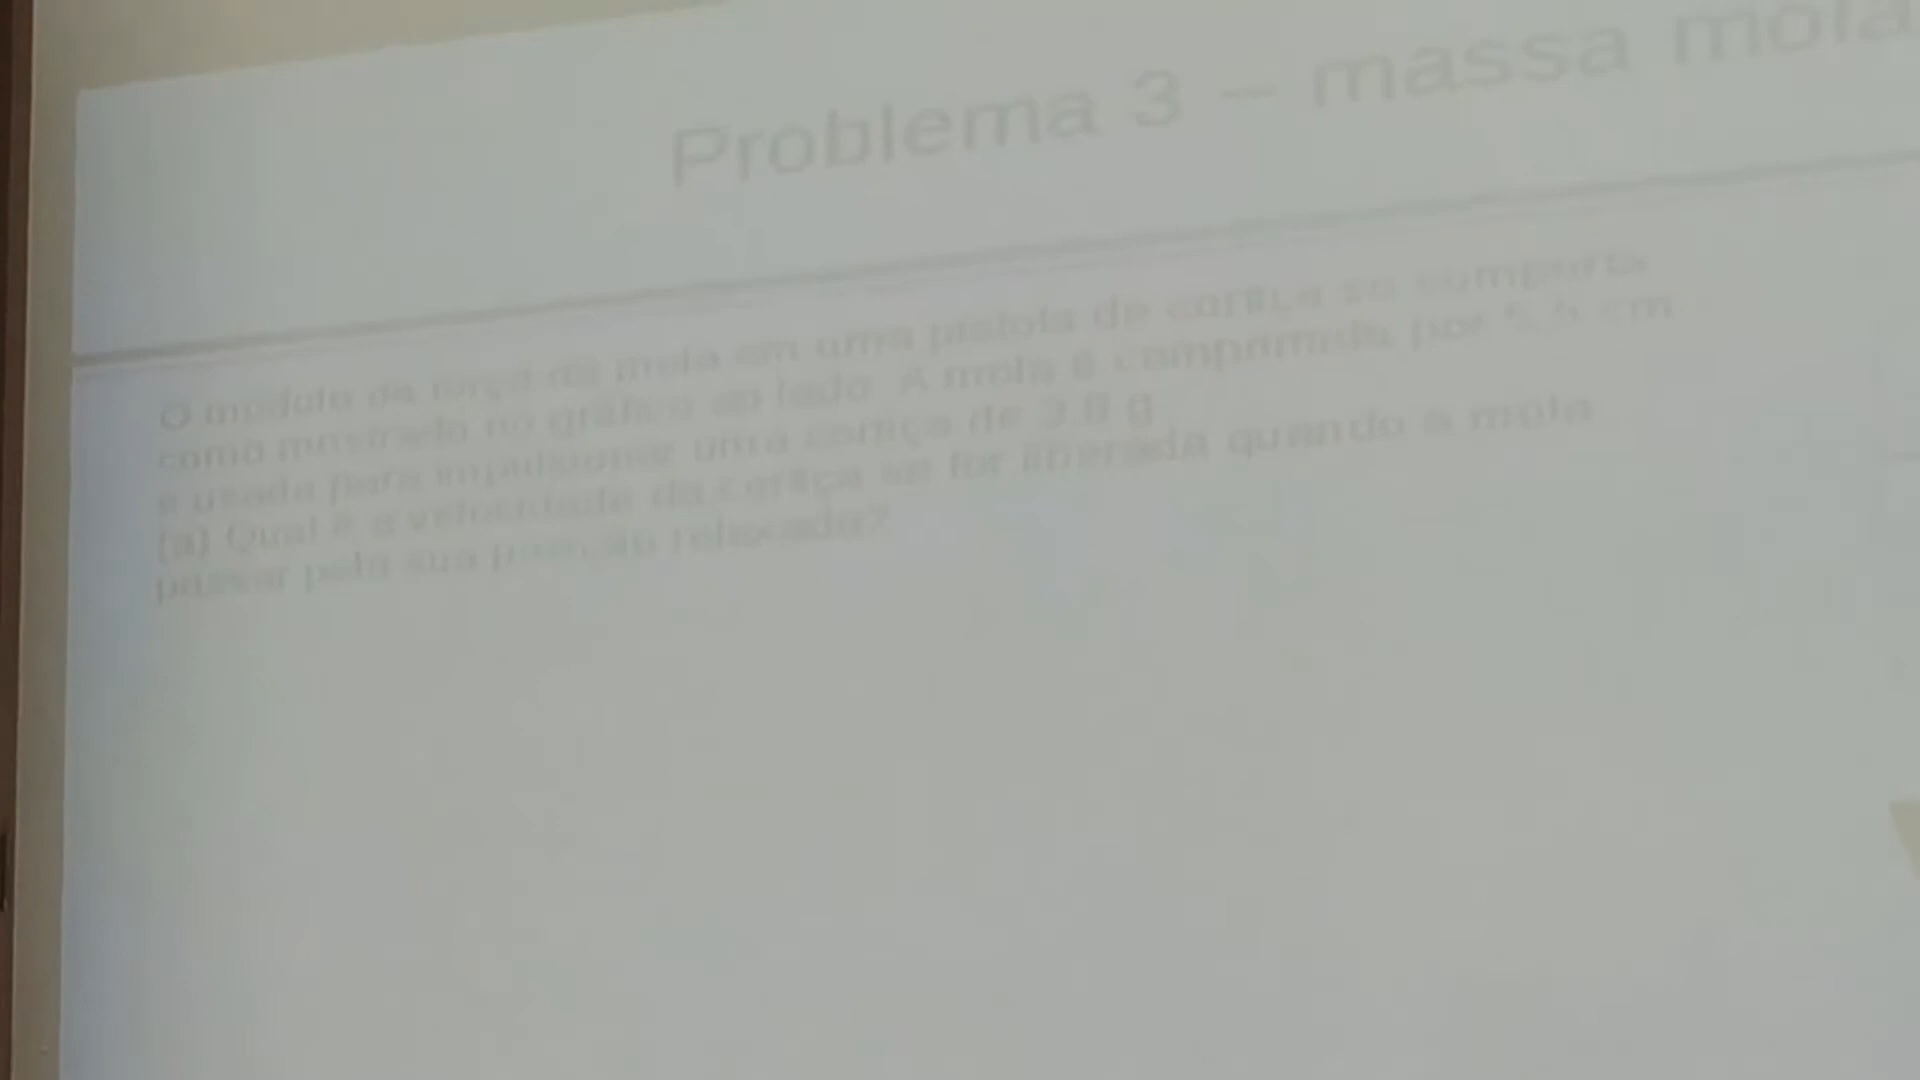 Problema 3 – massa mola
O módulo da força da mola em uma pistola de cortiça se comporta
como mostrado no gráfico ao lado. A mola é comprimida por 5,5 cm
e usada para impulsionar uma cortiça de 3.8 g
(a) Qual é a velocidade da cortiça se for liberada quando a mola
passar pela sua posição relaxada?